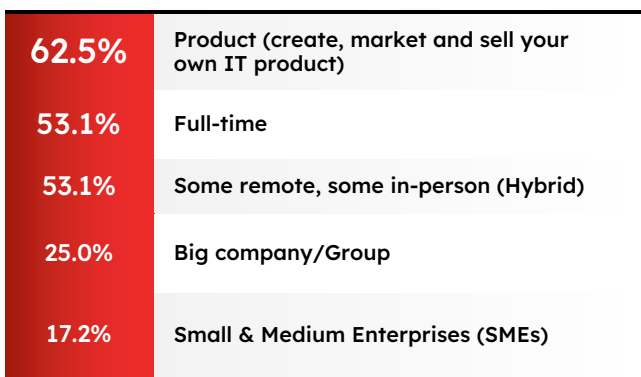 62.5%
Product (create, market and sell your
own IT product)
53.1%
Full-time
53.1%
Some remote, some in-person (Hybrid)
25.0%
Big company/Group
17.2%
Small & Medium Enterprises (SMEs)